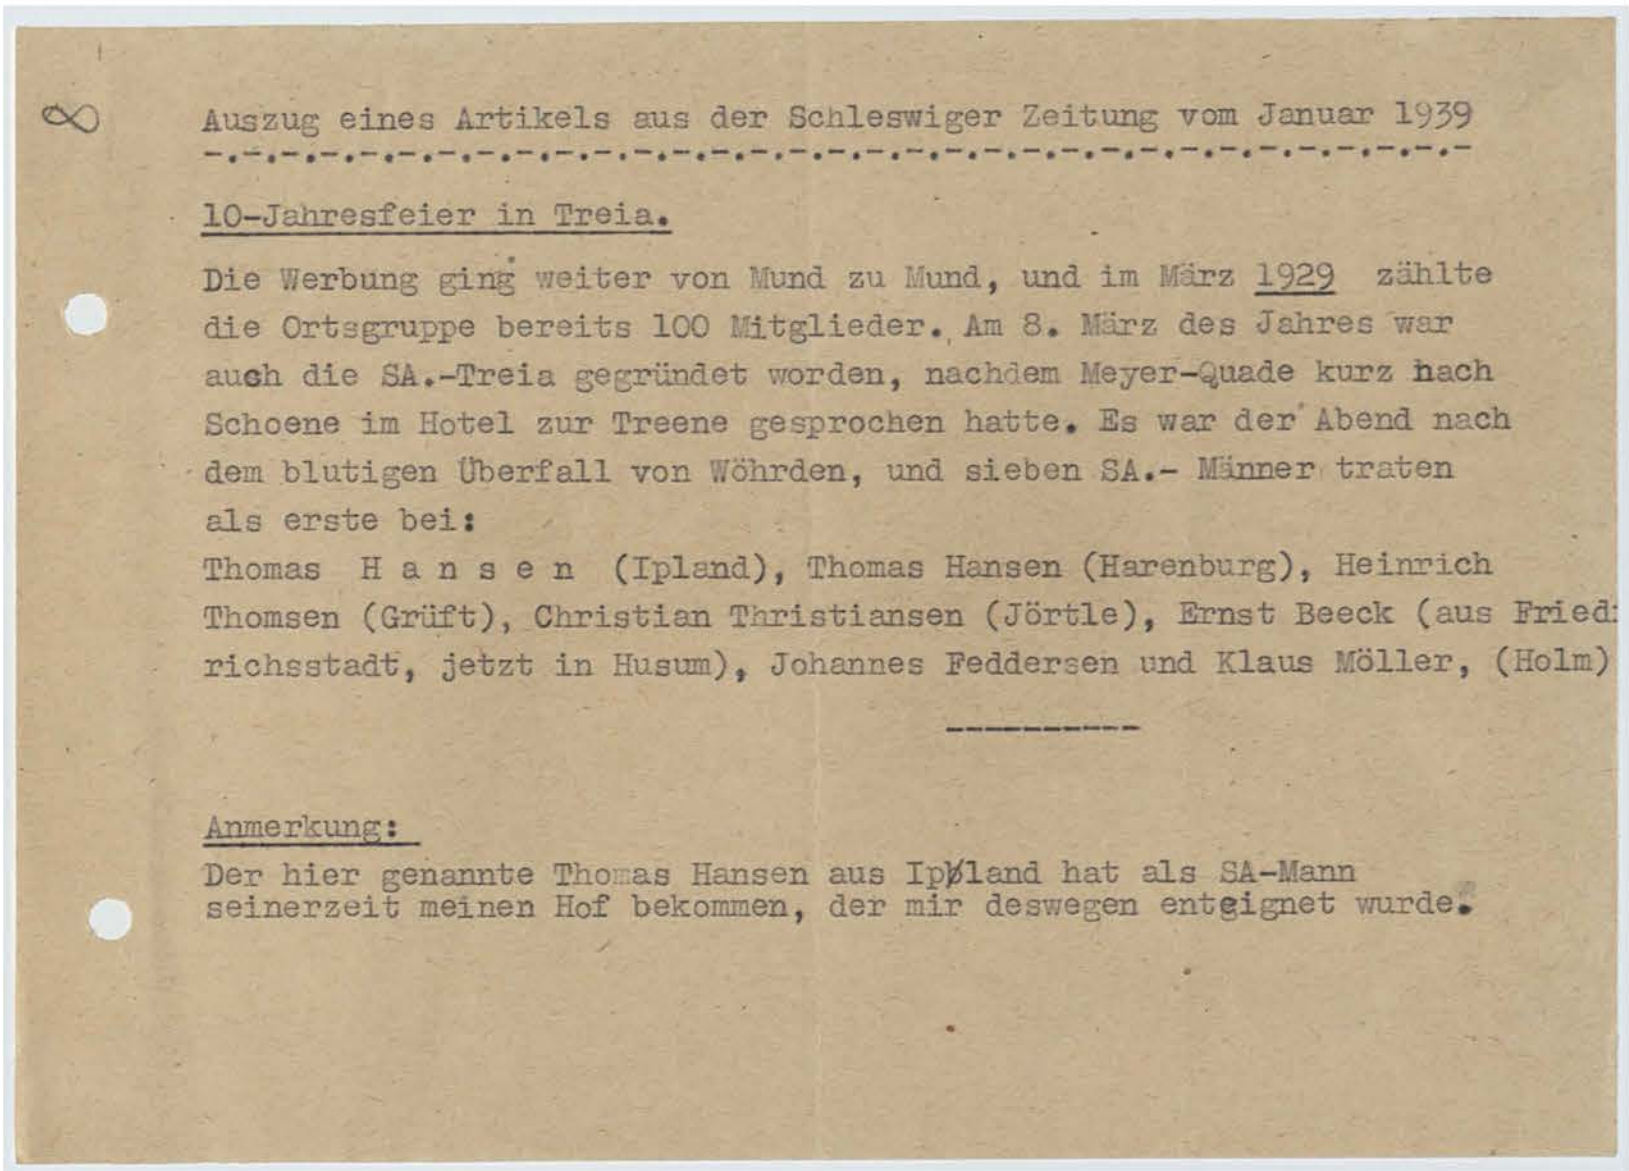 8
Auszug eines Artikels aus der Schleswiger Zeitung vom Januar 1939
-.-.-.-.-.-.-.-.-.-.-.-.-.-.-.-.-.-.-.-.-.-.-.-.-.-.-.-.-.-.-.-.-
10-Jahresfeier in Treia.
Die Werbung ging weiter von Mund zu Mund, und im März 1929 zählte
die Ortsgruppe bereits 100 Mitglieder. Am 8. März des Jahres war
auch die SA.-Treia gegründet worden, nachdem Meyer-Quade kurz nach
Schoene im Hotel zur Treene gesprochen hatte. Es war der Abend nach
dem blutigen Überfall von Wöhrden, und sieben SA.- Männer traten
als erste bei:
Thomas H a n s e n (Ipland), Thomas Hansen (Harenburg), Heinrich
Thomsen (Grüft), Christian Thristiansen (Jörtle), Ernst Beeck (aus Fried-
richsstadt, jetzt in Husum), Johannes Feddersen und Klaus Möller, (Holm)
----------
Anmerkung:
Der hier genannte Thomas Hansen aus Ipland hat als SA-Mann
seinerzeit meinen Hof bekommen, der mir deswegen enteignet wurde.